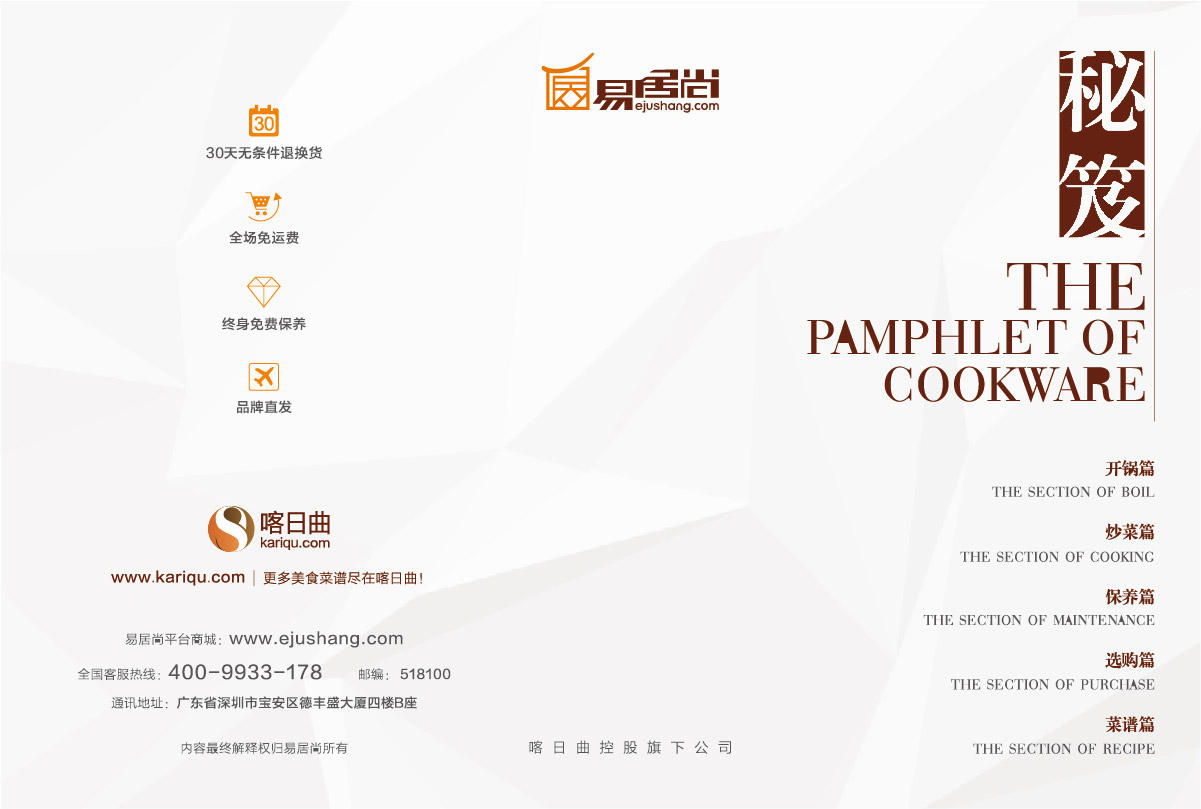 30
30天无条件退换货
全场免运费
终身免费保养
品牌直发
喀日曲
kariqu.com
www.kariqu.com | 更多美食菜谱尽在喀日曲!
易居尚平台商城: www.ejushang.com
全国客服热线: 400-9933-178 邮编: 518100
通讯地址: 广东省深圳市宝安区德丰盛大厦四楼B座
内容最终解释权归易居尚所有
易居尚
ejushang.com
喀日曲控股旗下公司
秘笈
THE
PAMPHLET OF
COOKWARE
开锅篇
THE SECTION OF BOIL
炒菜篇
THE SECTION OF COOKING
保养篇
THE SECTION OF MAINTENANCE
选购篇
THE SECTION OF PURCHASE
菜谱篇
THE SECTION OF RECIPE